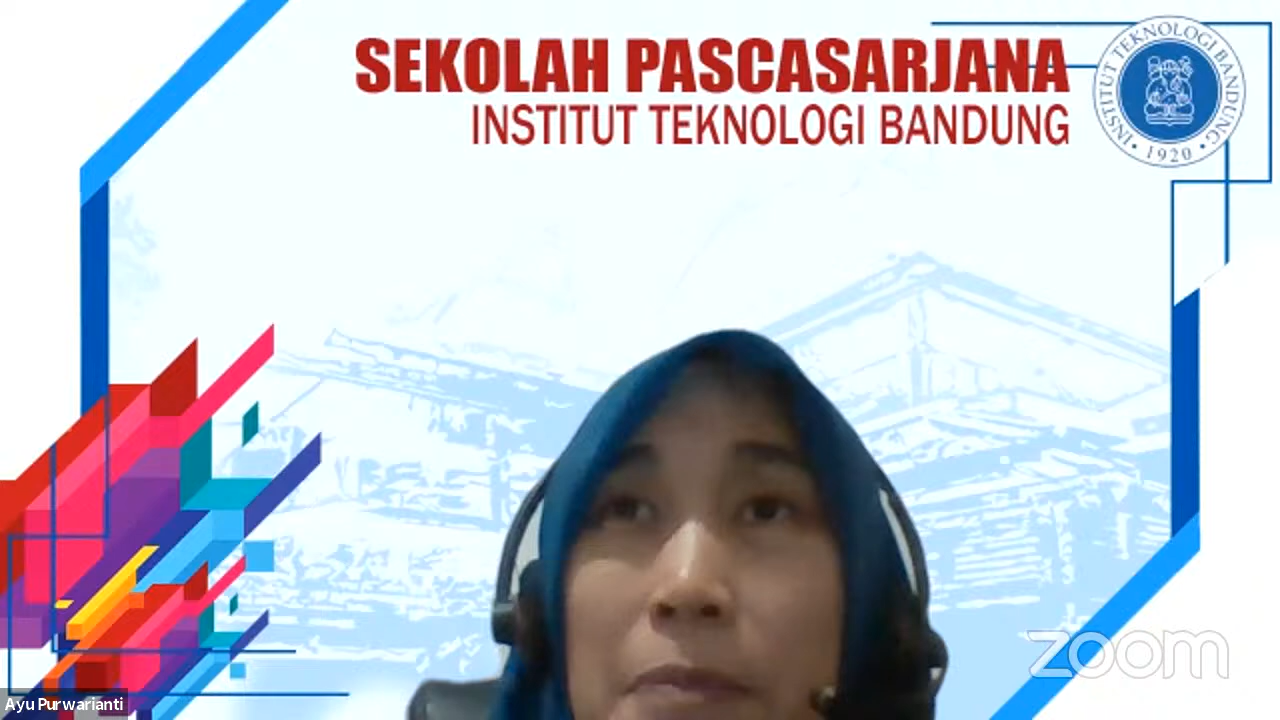 SEKOLAH PASCASARJANA
INSTITUT TEKNOLOGI BANDUNG
INSTITUT TEKNOLOGI BANDUNG
• 1920 •
zoom
Ayu Purwarianti